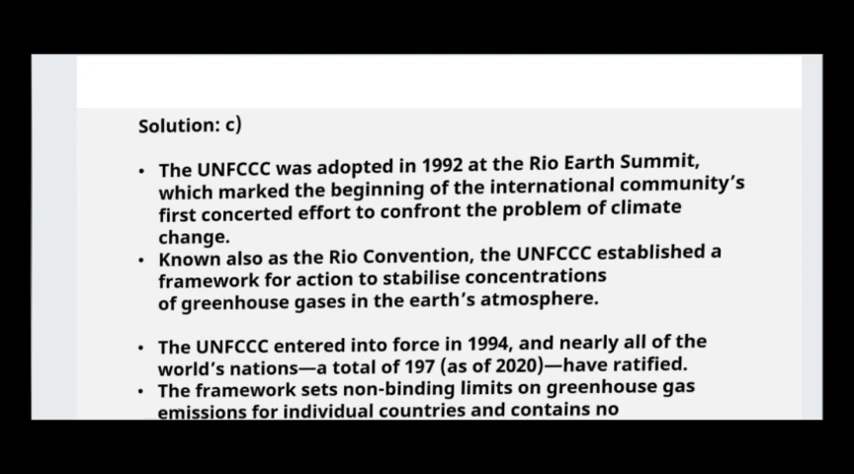 Solution: c)
• The UNFCCC was adopted in 1992 at the Rio Earth Summit,
which marked the beginning of the international community’s
first concerted effort to confront the problem of climate
change.
• Known also as the Rio Convention, the UNFCCC established a
framework for action to stabilise concentrations
of greenhouse gases in the earth’s atmosphere.
• The UNFCCC entered into force in 1994, and nearly all of the
world’s nations—a total of 197 (as of 2020)—have ratified.
• The framework sets non-binding limits on greenhouse gas
emissions for individual countries and contains no